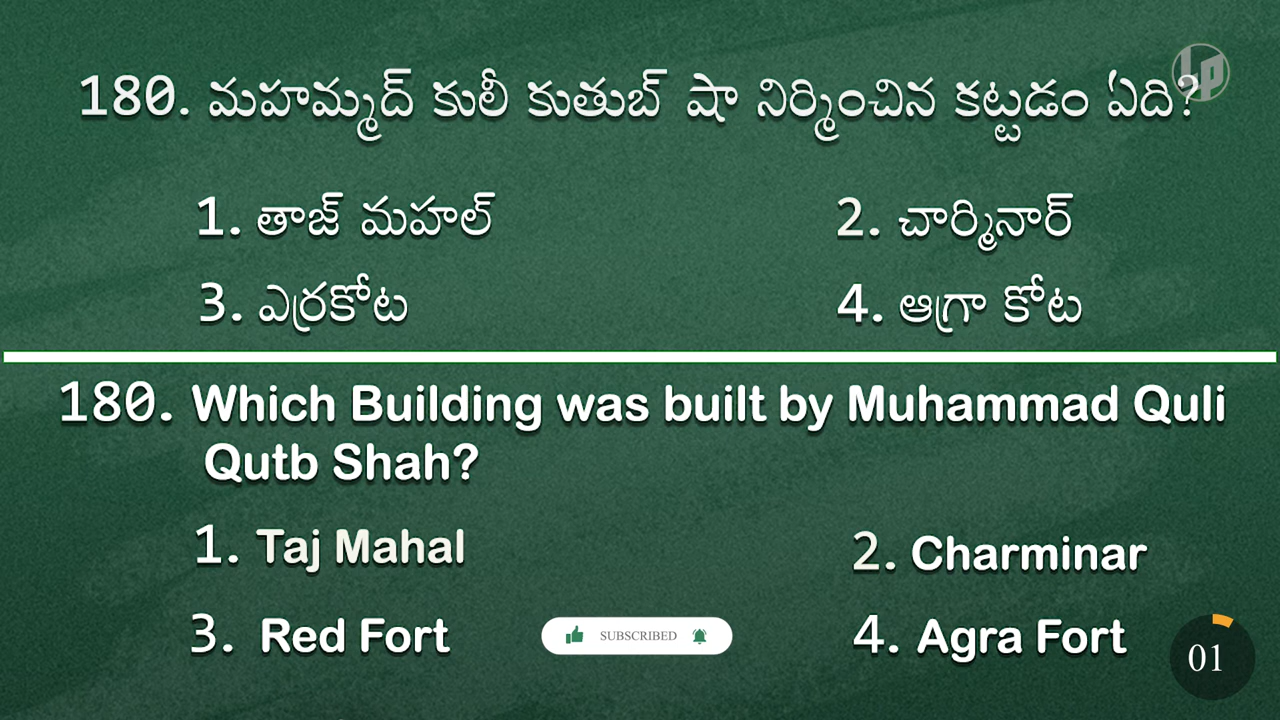 180. మహమ్మద్ కులీ కుతుబ్ షా నిర్మించిన కట్టడం ఏది?
1. తాజ్ మహల్ 2. చార్మినార్
3. ఎర్రకోట 4. ఆగ్రా కోట
180. Which Building was built by Muhammad Quli
Qutb Shah?
1. Taj Mahal 2. Charminar
3. Red Fort SUBSCRIBED 4. Agra Fort
01
Lp